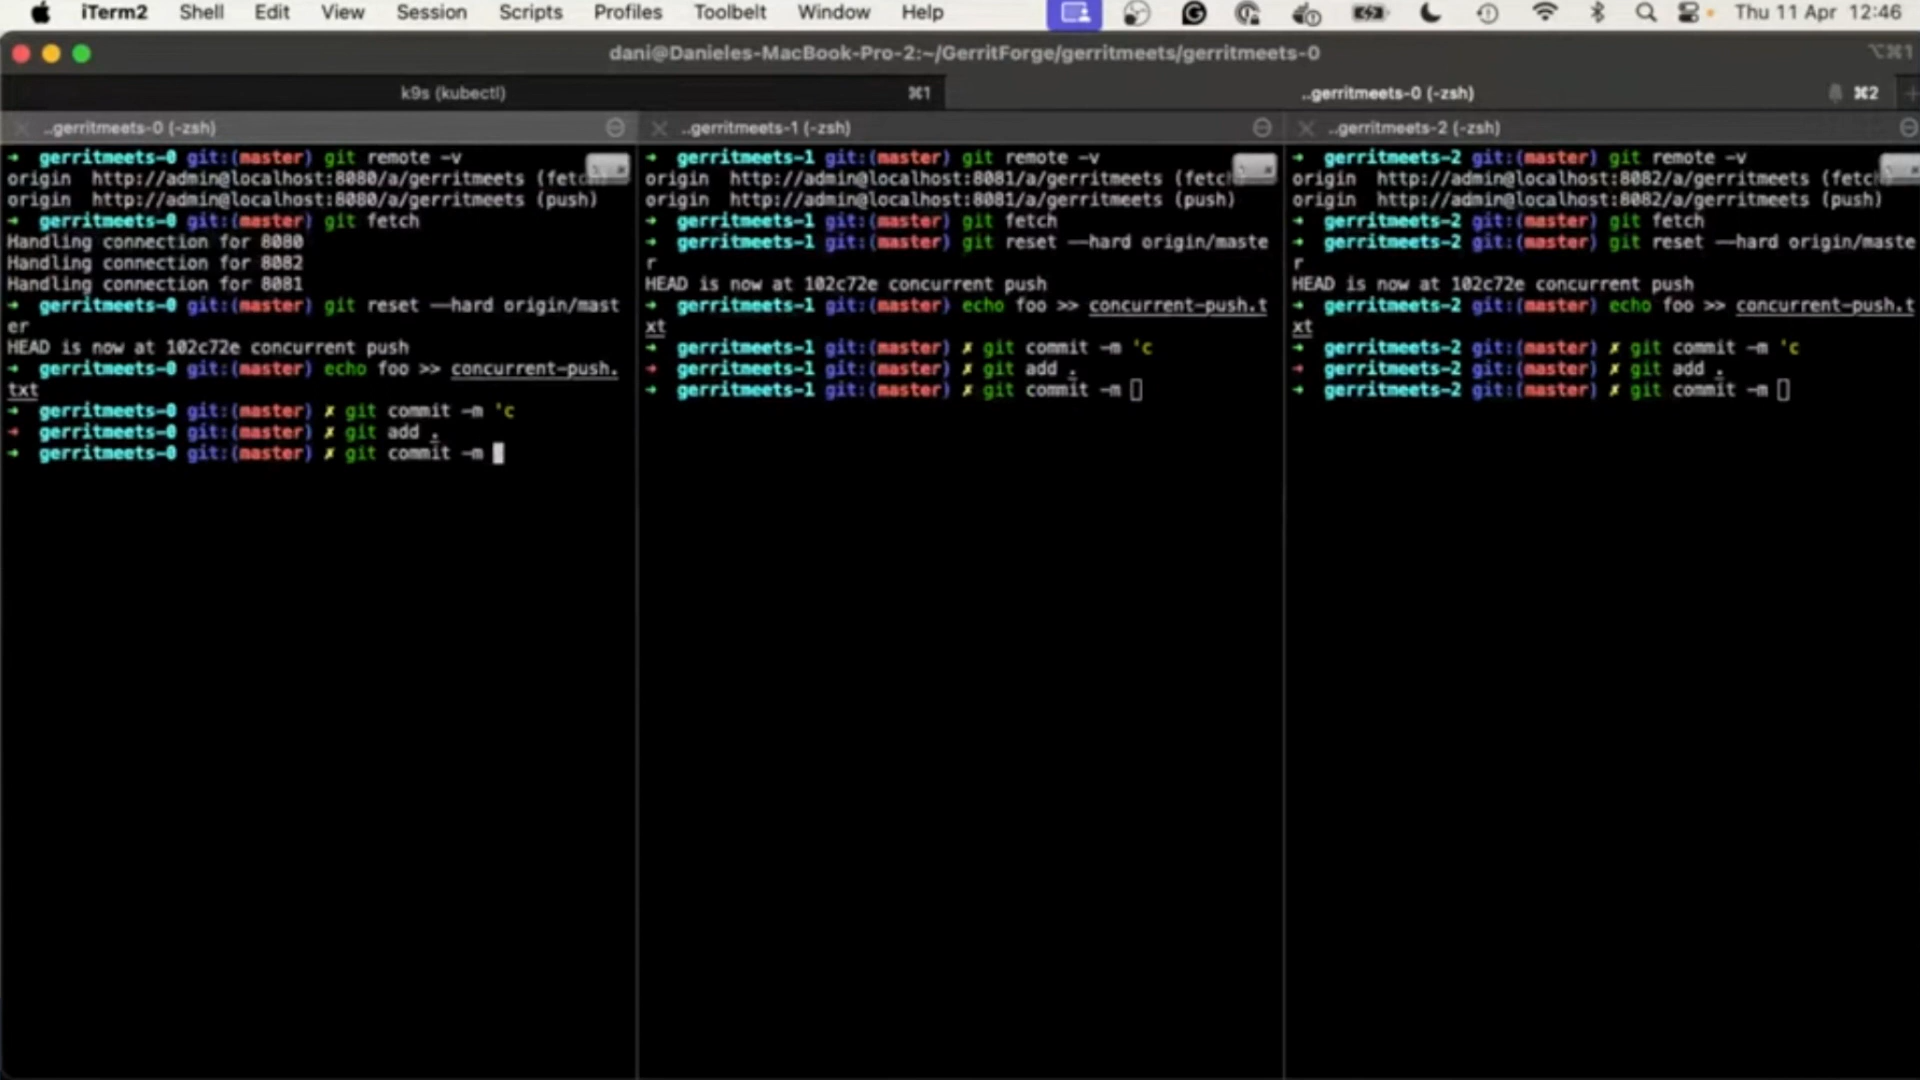 iTerm2 Shell Edit View Session Scripts Profiles Toolbelt Window Help Thu 11 Apr 12:46
dani@Danieles-MacBook-Pro-2:~/GerritForge/gerritmeets/gerritmeets-0 ⌥⌘1
k9s (kubectl) ⌘1
..gerritmeets-0 (-zsh) ⌘2
..gerritmeets-0 (-zsh)
➜ gerritmeets-0 git:(master) git remote -v
origin http://admin@localhost:8080/a/gerritmeets (fetch)
origin http://admin@localhost:8080/a/gerritmeets (push)
➜ gerritmeets-0 git:(master) git fetch
Handling connection for 8080
Handling connection for 8082
Handling connection for 8081
➜ gerritmeets-0 git:(master) git reset --hard origin/mast
er
HEAD is now at 102c72e concurrent push
➜ gerritmeets-0 git:(master) echo foo >> concurrent-push.
txt
➜ gerritmeets-0 git:(master) ✗ git commit -m 'c
➜ gerritmeets-0 git:(master) ✗ git add .
➜ gerritmeets-0 git:(master) ✗ git commit -m
..gerritmeets-1 (-zsh)
➜ gerritmeets-1 git:(master) git remote -v
origin http://admin@localhost:8081/a/gerritmeets (fetc
origin http://admin@localhost:8081/a/gerritmeets (push)
➜ gerritmeets-1 git:(master) git fetch
➜ gerritmeets-1 git:(master) git reset --hard origin/maste
r
HEAD is now at 102c72e concurrent push
➜ gerritmeets-1 git:(master) echo foo >> concurrent-push.t
xt
➜ gerritmeets-1 git:(master) ✗ git commit -m 'c
➜ gerritmeets-1 git:(master) ✗ git add .
➜ gerritmeets-1 git:(master) ✗ git commit -m
..gerritmeets-2 (-zsh)
➜ gerritmeets-2 git:(master) git remote -v
origin http://admin@localhost:8082/a/gerritmeets (fetc
origin http://admin@localhost:8082/a/gerritmeets (push)
➜ gerritmeets-2 git:(master) git fetch
➜ gerritmeets-2 git:(master) git reset --hard origin/maste
r
HEAD is now at 102c72e concurrent push
➜ gerritmeets-2 git:(master) echo foo >> concurrent-push.t
xt
➜ gerritmeets-2 git:(master) ✗ git commit -m 'c
➜ gerritmeets-2 git:(master) ✗ git add .
➜ gerritmeets-2 git:(master) ✗ git commit -m